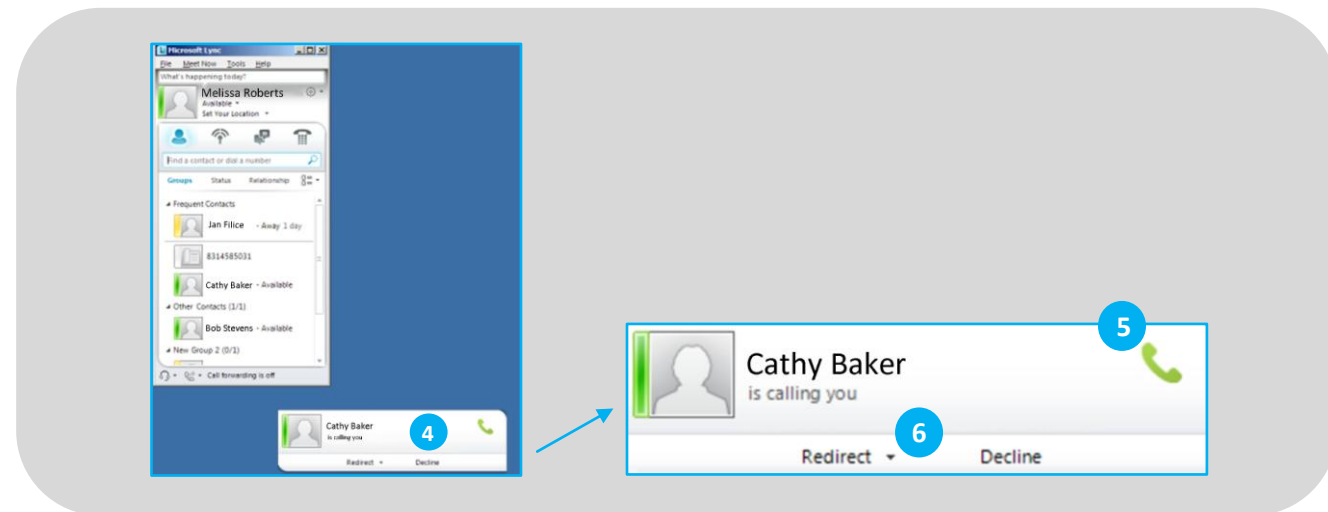 Microsoft Lync
File Meet Now Tools Help
What's happening today?
Melissa Roberts
Available
Set Your Location
Find a contact or dial a number
Groups Status Relationship
Frequent Contacts
Jan Filice - Away 1 day
8314585031
Cathy Baker - Available
Other Contacts (1/1)
Bob Stevens - Available
New Group 2 (0/1)
Call forwarding is off
Cathy Baker
is calling you
4
Redirect Decline
5
Cathy Baker
is calling you
6
Redirect Decline